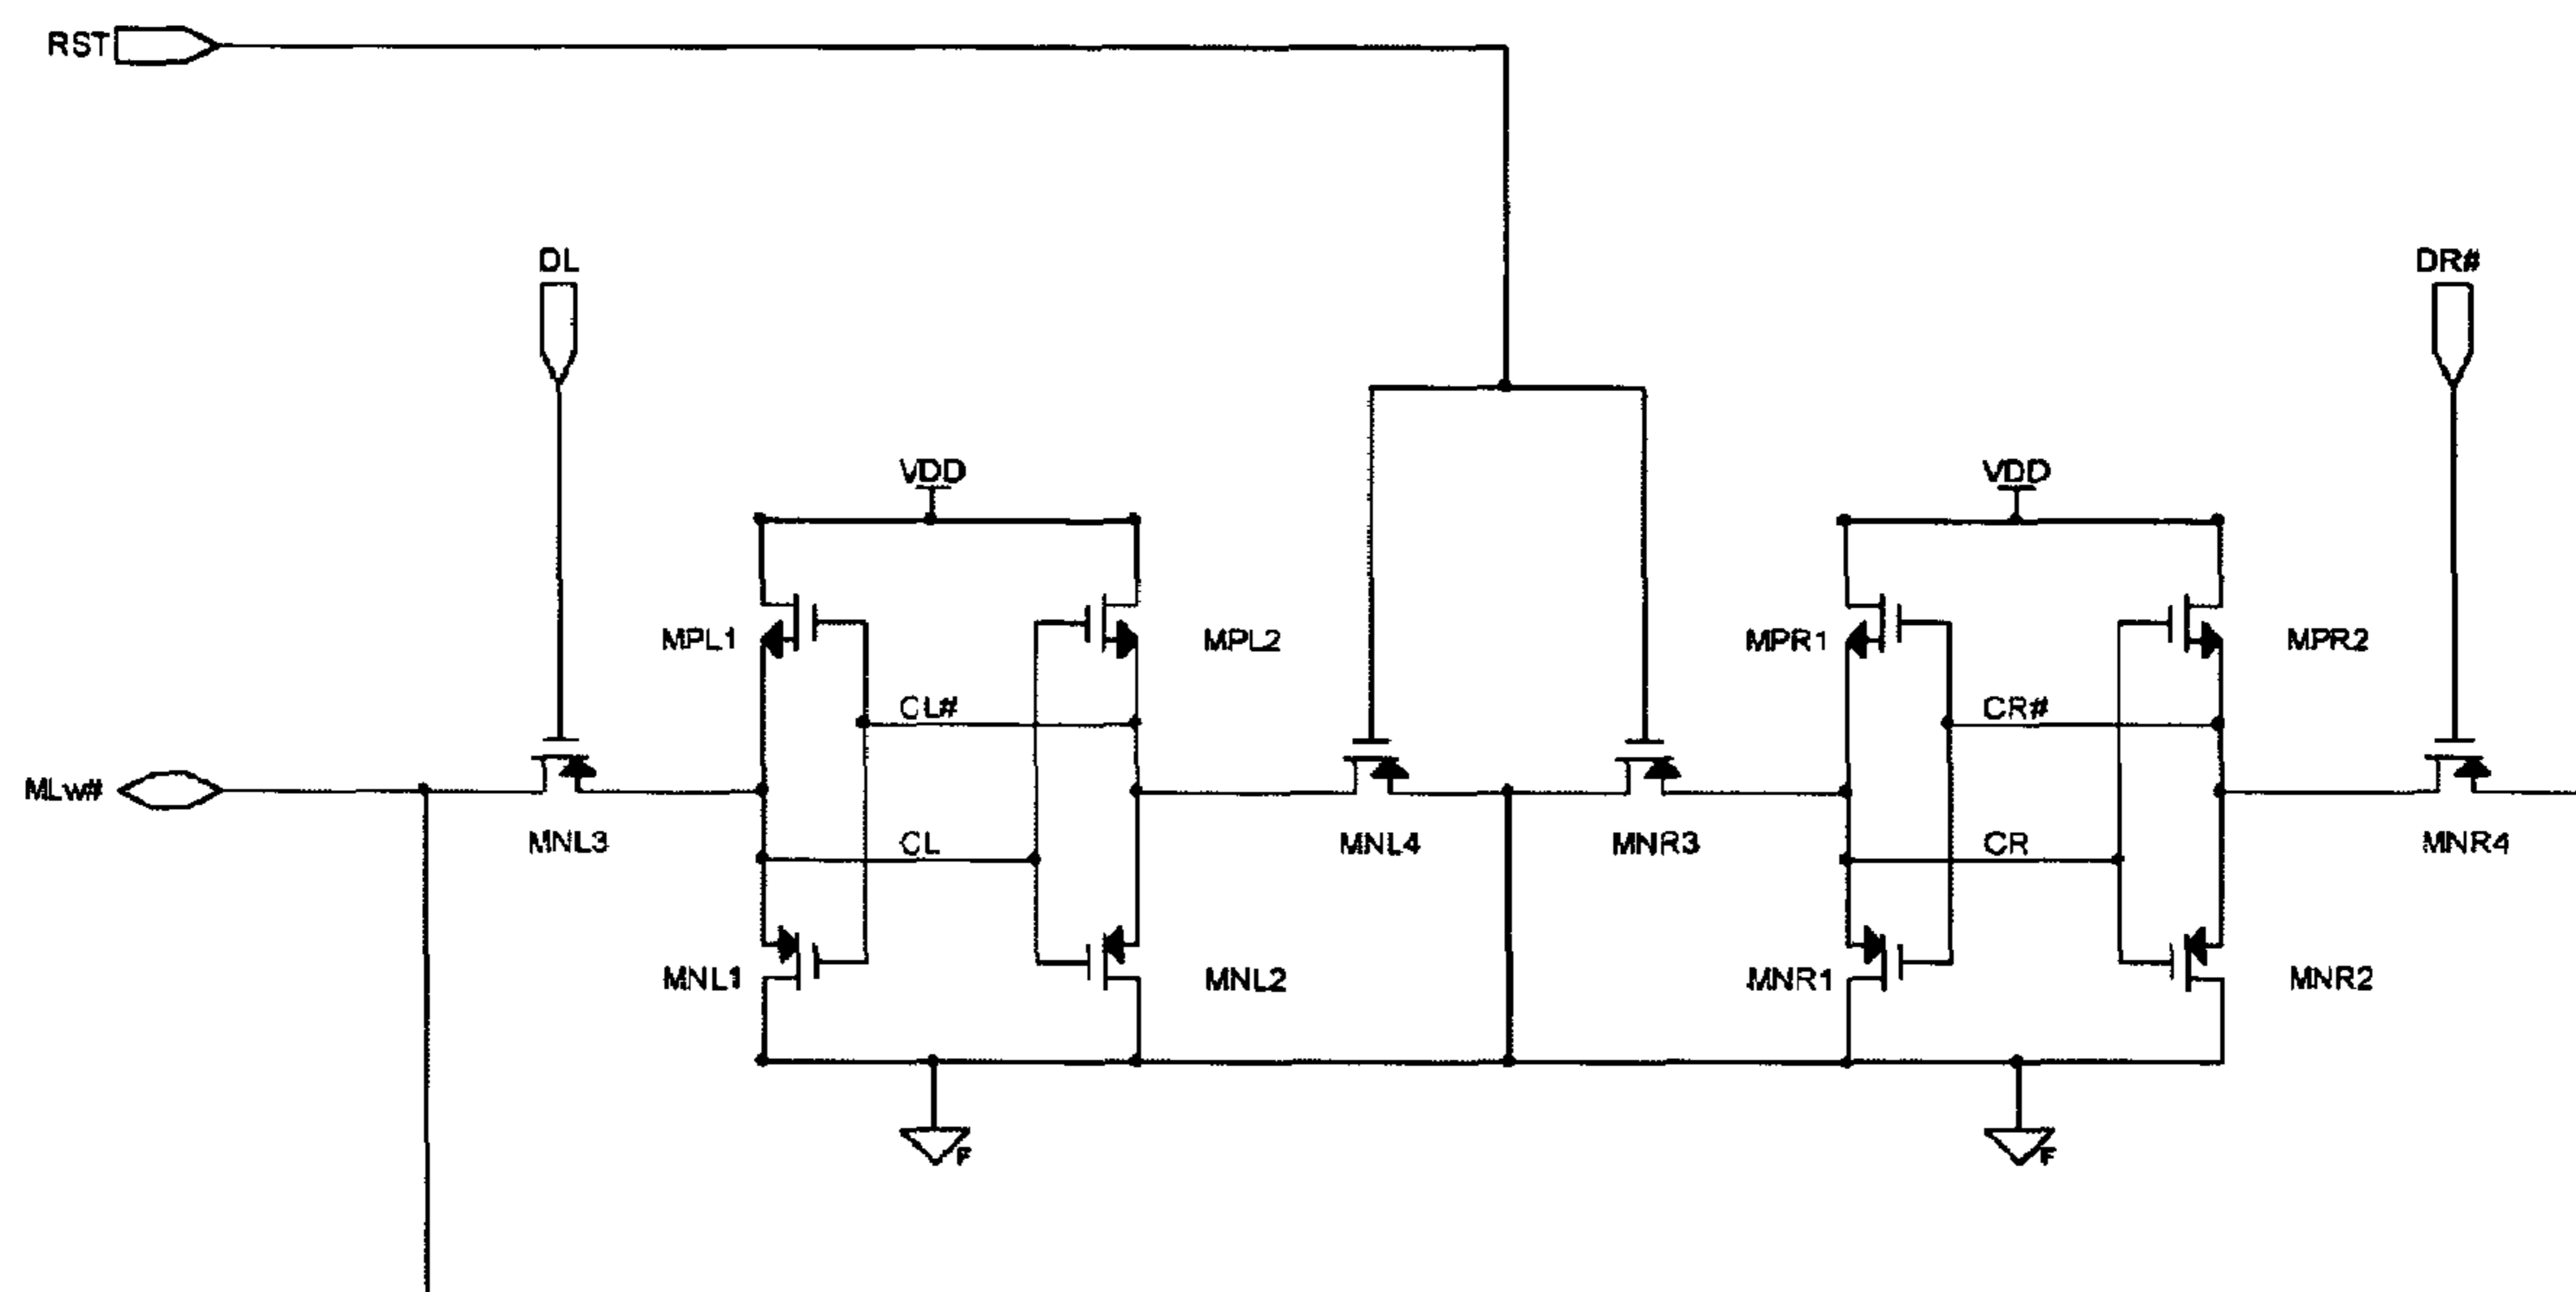 RST
DL
DR#
VDD
VDD
MPL1
MPL2
MPR1
MPR2
CL#
CR#
MLw#
MNL3
CL
MNL4
MNR3
CR
MNR4
MNL1
MNL2
MNR1
MNR2
F
F